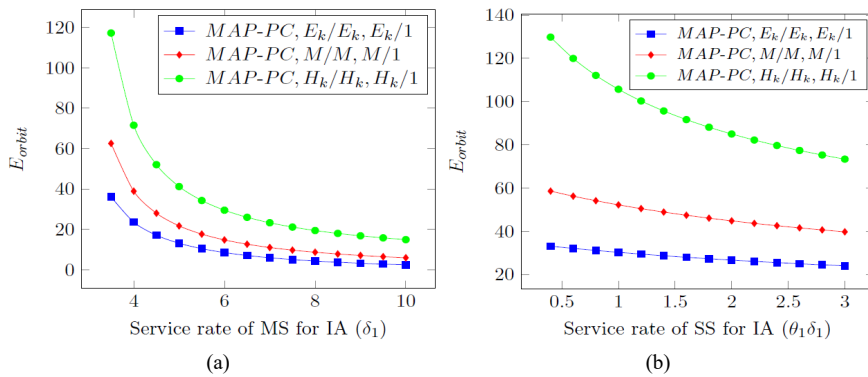 MAP-PC, E_k/E_k, E_k/1
MAP-PC, M/M, M/1
MAP-PC, H_k/H_k, H_k/1
120
100
80
60
40
20
0
E_orbit
4 6 8 10
Service rate of MS for IA (δ_1)
(a)
MAP-PC, E_k/E_k, E_k/1
MAP-PC, M/M, M/1
MAP-PC, H_k/H_k, H_k/1
140
120
100
80
60
40
20
E_orbit
0.5 1 1.5 2 2.5 3
Service rate of SS for IA (θ_1δ_1)
(b)